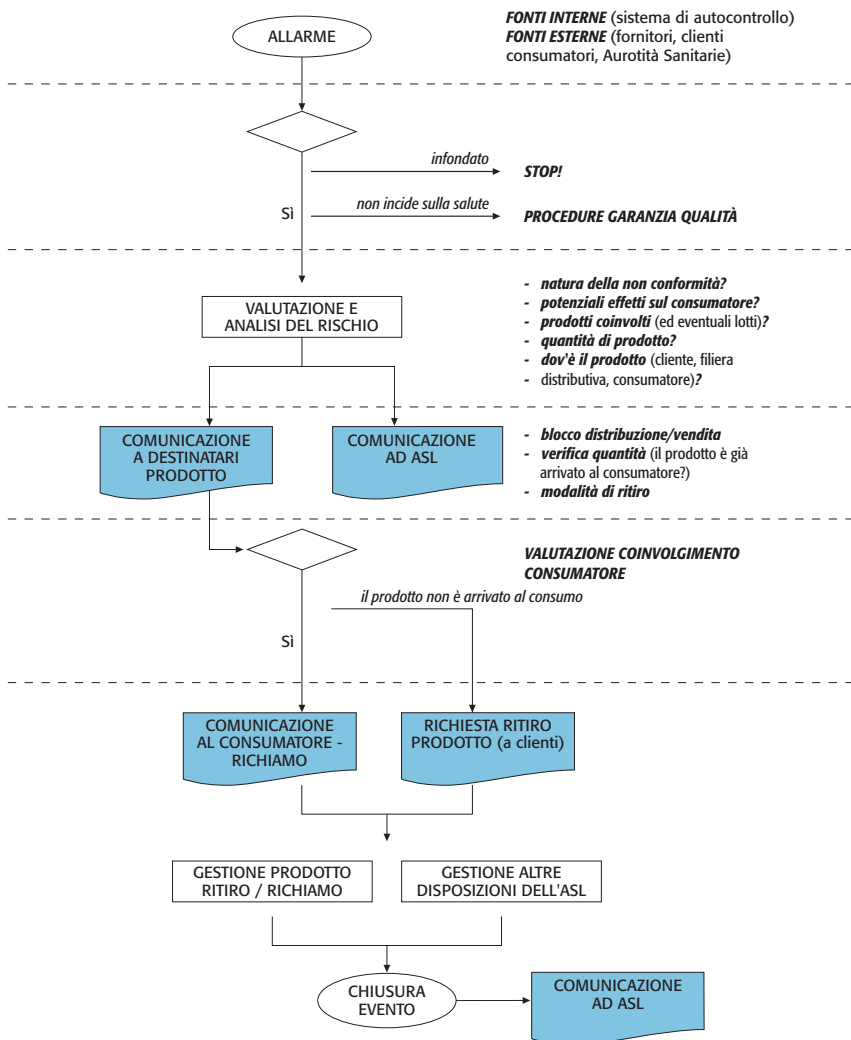 ALLARME
FONTI INTERNE (sistema di autocontrollo)
FONTI ESTERNE (fornitori, clienti
consumatori, Aurotità Sanitarie)
infondato
STOP!
Sì
non incide sulla salute
PROCEDURE GARANZIA QUALITÀ
VALUTAZIONE E
ANALISI DEL RISCHIO
- natura della non conformità?
- potenziali effetti sul consumatore?
- prodotti coinvolti (ed eventuali lotti)?
- quantità di prodotto?
- dov'è il prodotto (cliente, filiera
- distributiva, consumatore)?
COMUNICAZIONE
A DESTINATARI
PRODOTTO
COMUNICAZIONE
AD ASL
- blocco distribuzione/vendita
- verifica quantità (il prodotto è già
arrivato al consumatore?)
- modalità di ritiro
VALUTAZIONE COINVOLGIMENTO
CONSUMATORE
il prodotto non è arrivato al consumo
Sì
COMUNICAZIONE
AL CONSUMATORE -
RICHIAMO
RICHIESTA RITIRO
PRODOTTO (a clienti)
GESTIONE PRODOTTO
RITIRO / RICHIAMO
GESTIONE ALTRE
DISPOSIZIONI DELL'ASL
CHIUSURA
EVENTO
COMUNICAZIONE
AD ASL